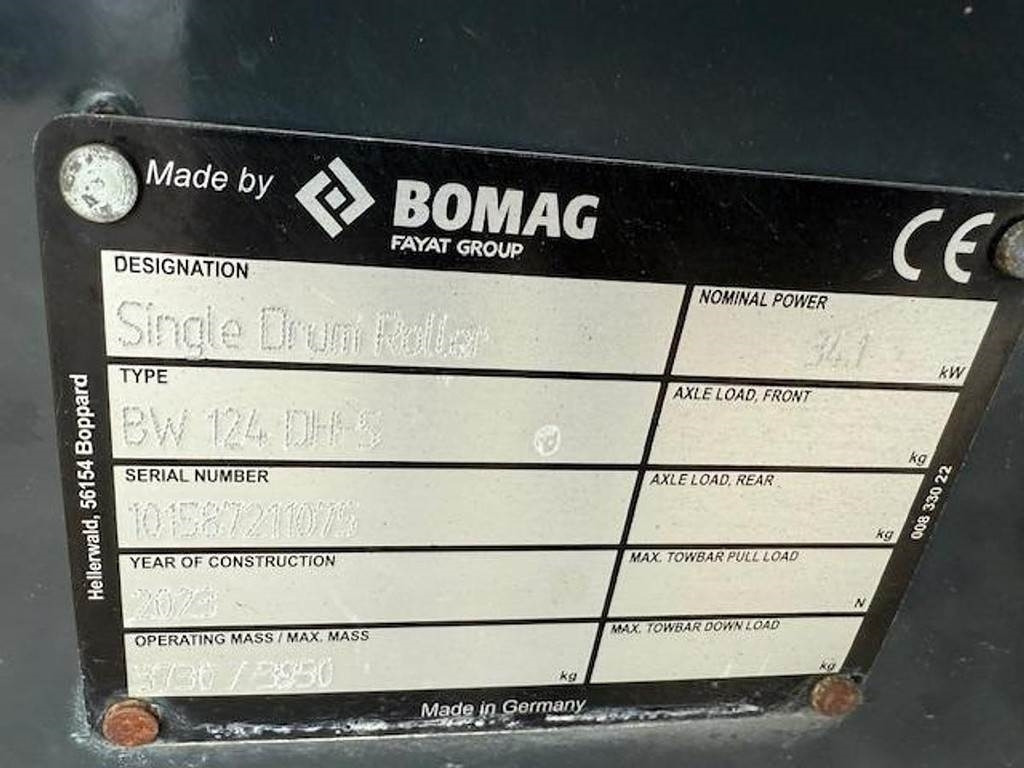 Made by BOMAG
FAYAT GROUP
CE
DESIGNATION
Single Drum Roller
NOMINAL POWER
34.1 kW
TYPE
BW 124 DH-5
AXLE LOAD, FRONT
kg
SERIAL NUMBER
101587211075
AXLE LOAD, REAR
kg
YEAR OF CONSTRUCTION
2023
MAX. TOWBAR PULL LOAD
N
OPERATING MASS / MAX. MASS
/ 3950 kg
MAX. TOWBAR DOWN LOAD
kg
Made in Germany
Hellerwald, 56154 Boppard
008 330 22